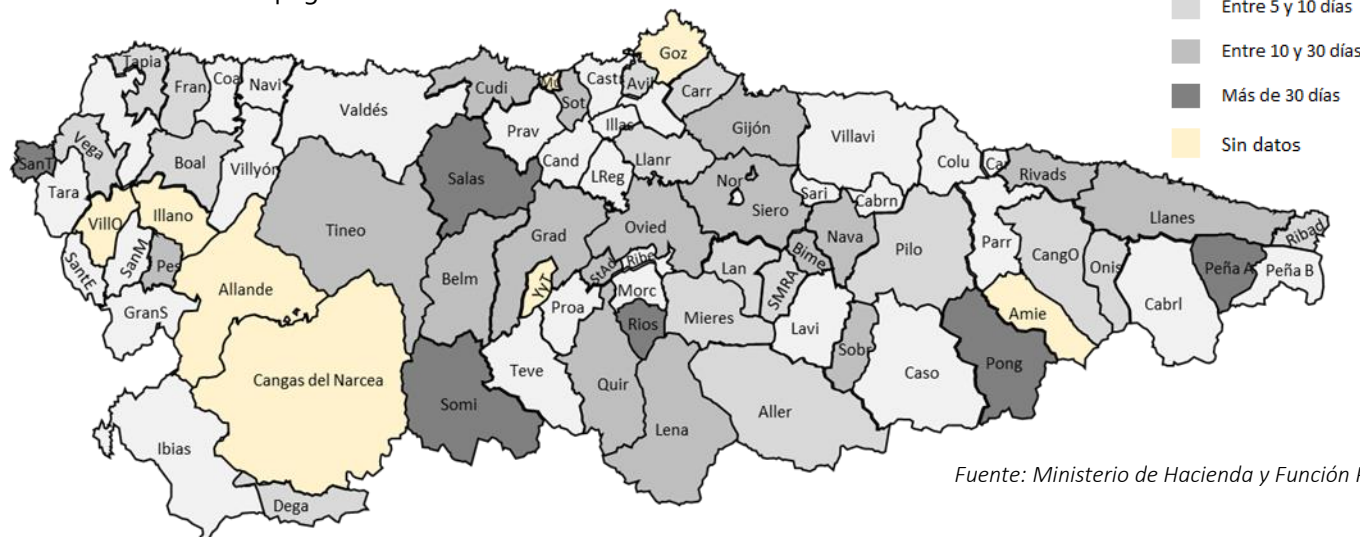 Entre 5 y 10 días
Entre 10 y 30 días
Más de 30 días
Sin datos
Goz
Tapia
Fran
Coa
Navi
Valdés
Cudi
Mu
Sot
Cast
Avil
Carr
Gijón
Villavi
Colu
Ca
Rivads
Llanes
Ribad
Vega
SanT
Tara
Boal
Villyón
Salas
Prav
Cand
Illas
LReg
Llanr
Nor
Siero
Sari
Cabrn
Nava
Pilo
Parr
CangO
Onis
Cabrl
Peña A
Peña B
VillO
Illano
SantE
SanM
Pes
GranS
Allande
Tineo
Belm
Grad
YyT
Ovied
StAd
Ribe
Morc
Proa
Rios
Mieres
Lan
SMRA
Bime
Lavi
Sobr
Caso
Pong
Amie
Cangas del Narcea
Somi
Teve
Quir
Lena
Aller
Ibias
Dega
Fuente: Ministerio de Hacienda y Función